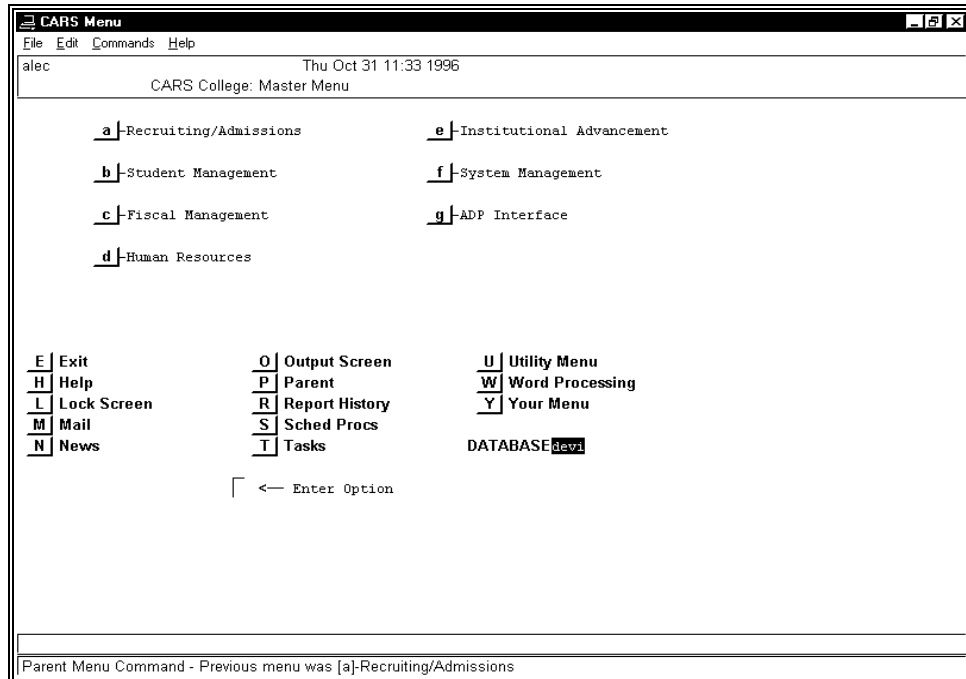 CARS Menu
File Edit Commands Help
alec Thu Oct 31 11:33 1996
CARS College: Master Menu
a -Recruiting/Admissions e -Institutional Advancement
b -Student Management f -System Management
c -Fiscal Management g -ADP Interface
d -Human Resources
E Exit O Output Screen U Utility Menu
H Help P Parent W Word Processing
L Lock Screen R Report History Y Your Menu
M Mail S Sched Procs
N News T Tasks DATABASE devi
<— Enter Option
Parent Menu Command - Previous menu was [a]-Recruiting/Admissions